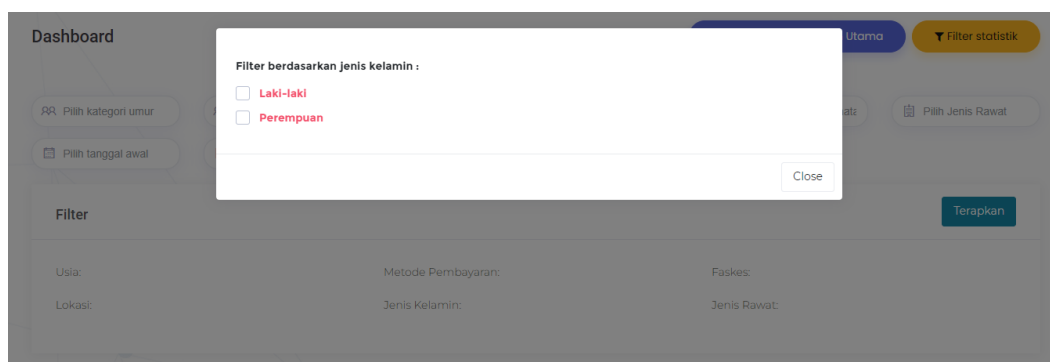 Dashboard
Utama
Filter statistik
Filter berdasarkan jenis kelamin :
Laki-laki
Perempuan
Close
Pilih kategori umur
Pilih Jenis Rawat
Pilih tanggal awal
Filter
Terapkan
Usia:
Metode Pembayaran:
Faskes:
Lokasi:
Jenis Kelamin:
Jenis Rawat: